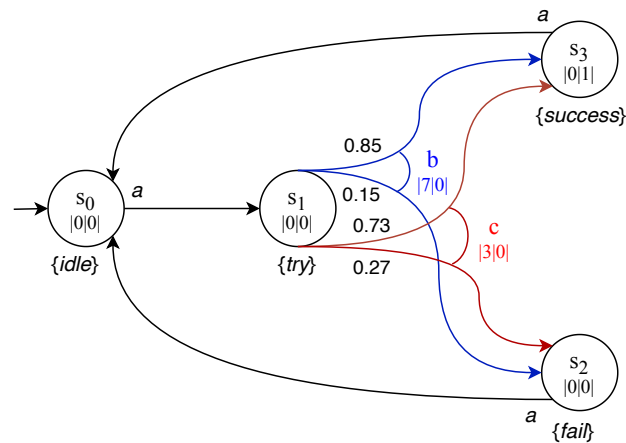 a
s3
|0|1|
{success}
0.85
b
|7|0|
0.15
s0
|0|0|
{idle}
a
s1
|0|0|
{try}
0.73
0.27
c
|3|0|
s2
|0|0|
a
{fail}